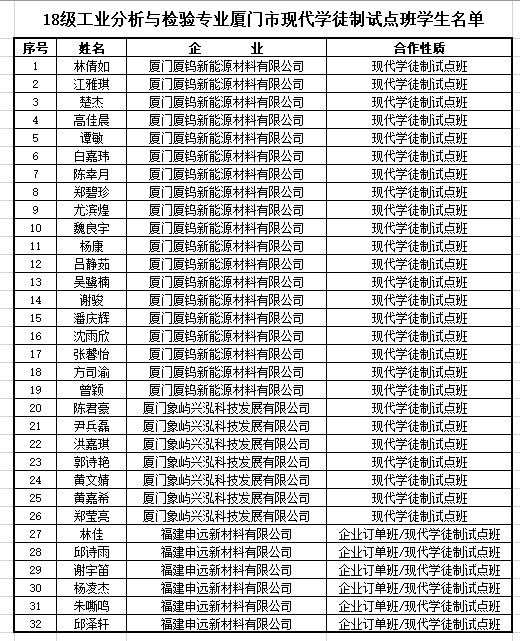 18级工业分析与检验专业厦门市现代学徒制试点班学生名单
序号 姓名 企 业 合作性质
1 林倩如 厦门厦钨新能源材料有限公司 现代学徒制试点班
2 江雅琪 厦门厦钨新能源材料有限公司 现代学徒制试点班
3 楚杰 厦门厦钨新能源材料有限公司 现代学徒制试点班
4 高佳晨 厦门厦钨新能源材料有限公司 现代学徒制试点班
5 谭敏 厦门厦钨新能源材料有限公司 现代学徒制试点班
6 白嘉玮 厦门厦钨新能源材料有限公司 现代学徒制试点班
7 陈幸月 厦门厦钨新能源材料有限公司 现代学徒制试点班
8 郑碧珍 厦门厦钨新能源材料有限公司 现代学徒制试点班
9 尤滨煌 厦门厦钨新能源材料有限公司 现代学徒制试点班
10 魏良宇 厦门厦钨新能源材料有限公司 现代学徒制试点班
11 杨康 厦门厦钨新能源材料有限公司 现代学徒制试点班
12 吕静茹 厦门厦钨新能源材料有限公司 现代学徒制试点班
13 吴鹭楠 厦门厦钨新能源材料有限公司 现代学徒制试点班
14 谢骏 厦门厦钨新能源材料有限公司 现代学徒制试点班
15 潘庆辉 厦门厦钨新能源材料有限公司 现代学徒制试点班
16 沈雨欣 厦门厦钨新能源材料有限公司 现代学徒制试点班
17 张馨怡 厦门厦钨新能源材料有限公司 现代学徒制试点班
18 方司渝 厦门厦钨新能源材料有限公司 现代学徒制试点班
19 曾颖 厦门厦钨新能源材料有限公司 现代学徒制试点班
20 陈君豪 厦门象屿兴泓科技发展有限公司 现代学徒制试点班
21 尹兵磊 厦门象屿兴泓科技发展有限公司 现代学徒制试点班
22 洪嘉琪 厦门象屿兴泓科技发展有限公司 现代学徒制试点班
23 郭诗艳 厦门象屿兴泓科技发展有限公司 现代学徒制试点班
24 黄文婧 厦门象屿兴泓科技发展有限公司 现代学徒制试点班
25 黄嘉希 厦门象屿兴泓科技发展有限公司 现代学徒制试点班
26 郑莹亮 厦门象屿兴泓科技发展有限公司 现代学徒制试点班
27 林佳 福建申远新材料有限公司 企业订单班/现代学徒制试点班
28 邱诗雨 福建申远新材料有限公司 企业订单班/现代学徒制试点班
29 谢宇笛 福建申远新材料有限公司 企业订单班/现代学徒制试点班
30 杨凌杰 福建申远新材料有限公司 企业订单班/现代学徒制试点班
31 朱嘶鸣 福建申远新材料有限公司 企业订单班/现代学徒制试点班
32 邱泽轩 福建申远新材料有限公司 企业订单班/现代学徒制试点班